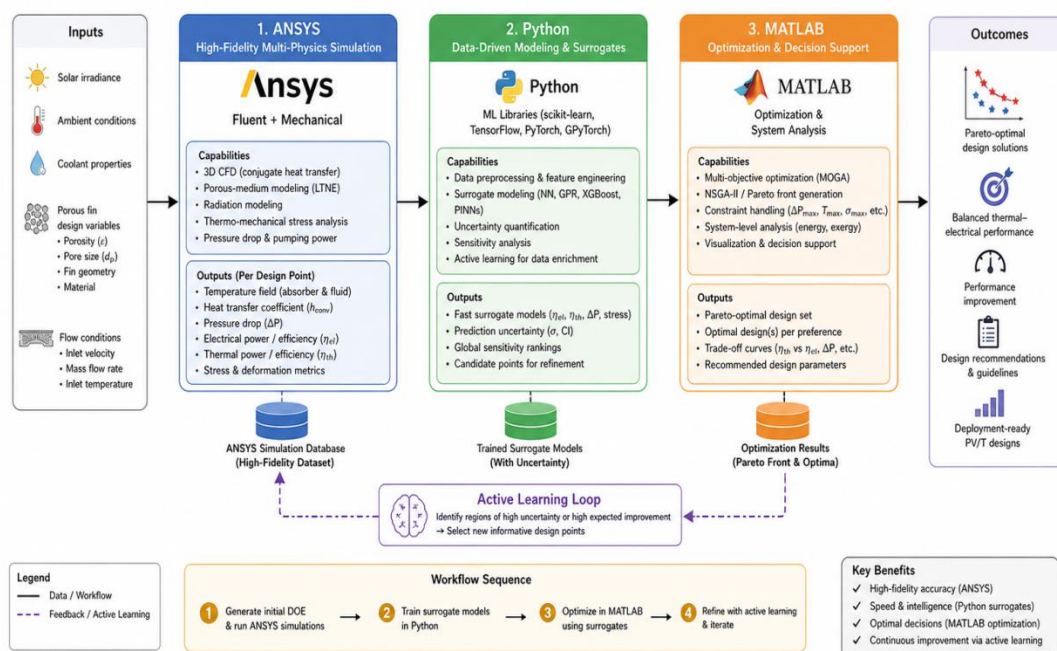 Inputs
Solar irradiance
Ambient conditions
Coolant properties
Porous fin
design variables
• Porosity (ε)
• Pore size (dₚ)
• Fin geometry
• Material
Flow conditions
• Inlet velocity
• Mass flow rate
• Inlet temperature
1. ANSYS
High-Fidelity Multi-Physics Simulation
Ansys
Fluent + Mechanical
Capabilities
• 3D CFD (conjugate heat transfer)
• Porous-medium modeling (LTNE)
• Radiation modeling
• Thermo-mechanical stress analysis
• Pressure drop & pumping power
Outputs (Per Design Point)
• Temperature field (absorber & fluid)
• Heat transfer coefficient (h_conv)
• Pressure drop (ΔP)
• Electrical power / efficiency (η_el)
• Thermal power / efficiency (η_th)
• Stress & deformation metrics
ANSYS Simulation Database
(High-Fidelity Dataset)
2. Python
Data-Driven Modeling & Surrogates
Python
ML Libraries (scikit-learn,
TensorFlow, PyTorch, GPyTorch)
Capabilities
• Data preprocessing & feature engineering
• Surrogate modeling (NN, GPR, XGBoost,
PINNs)
• Uncertainty quantification
• Sensitivity analysis
• Active learning for data enrichment
Outputs
• Fast surrogate models (η_el, η_th, ΔP, stress)
• Prediction uncertainty (σ, CI)
• Global sensitivity rankings
• Candidate points for refinement
Trained Surrogate Models
(With Uncertainty)
3. MATLAB
Optimization & Decision Support
MATLAB
Optimization &
System Analysis
Capabilities
• Multi-objective optimization (MOGA)
• NSGA-II / Pareto front generation
• Constraint handling (ΔP_max, T_max, σ_max, etc.)
• System-level analysis (energy, exergy)
• Visualization & decision support
Outputs
• Pareto-optimal design set
• Optimal design(s) per preference
• Trade-off curves (η_th vs η_el, ΔP, etc.)
• Recommended design parameters
Optimization Results
(Pareto Front & Optima)
Outcomes
Pareto-optimal
design solutions
Balanced thermal–
electrical performance
Performance
improvement
Design recommendations
& guidelines
Deployment-ready
PV/T designs
Active Learning Loop
Identify regions of high uncertainty or high expected improvement
→ Select new informative design points
Legend
Data / Workflow
Feedback / Active Learning
Workflow Sequence
1 Generate initial DOE
& run ANSYS simulations
2 Train surrogate models
in Python
3 Optimize in MATLAB
using surrogates
4 Refine with active learning
& iterate
Key Benefits
✓ High-fidelity accuracy (ANSYS)
✓ Speed & intelligence (Python surrogates)
✓ Optimal decisions (MATLAB optimization)
✓ Continuous improvement via active learning